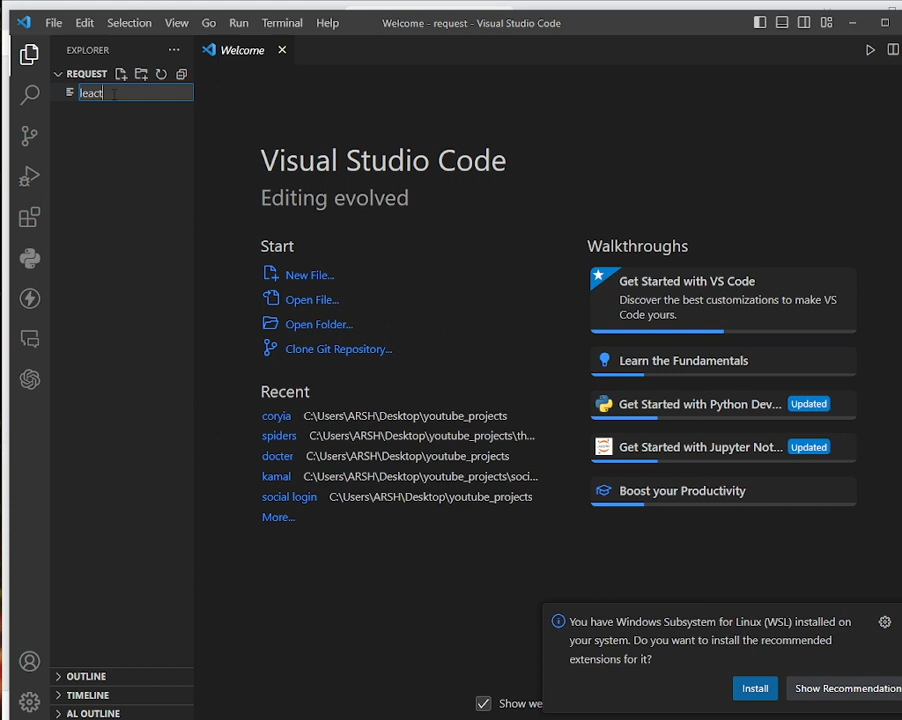 File Edit Selection View Go Run Terminal Help Welcome - request - Visual Studio Code
EXPLORER
Welcome
REQUEST
leact
Visual Studio Code
Editing evolved
Start
New File...
Open File...
Open Folder...
Clone Git Repository...
Recent
coryia C:\Users\ARSH\Desktop\youtube_projects
spiders C:\Users\ARSH\Desktop\youtube_projects\th...
docter C:\Users\ARSH\Desktop\youtube_projects
kamal C:\Users\ARSH\Desktop\youtube_projects\soci...
social login C:\Users\ARSH\Desktop\youtube_projects
More...
Walkthroughs
Get Started with VS Code
Discover the best customizations to make VS
Code yours.
Learn the Fundamentals
Get Started with Python Dev... Updated
Get Started with Jupyter Not... Updated
Boost your Productivity
You have Windows Subsystem for Linux (WSL) installed on
your system. Do you want to install the recommended
extensions for it?
Install Show Recommendation
Show we
OUTLINE
TIMELINE
AL OUTLINE